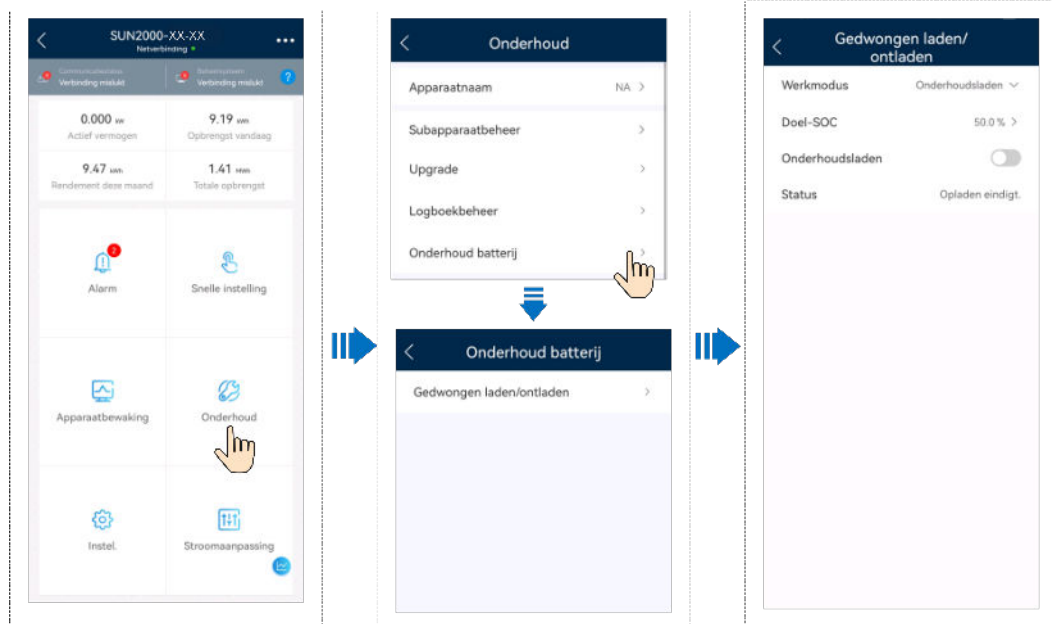 SUN2000-XX-XX
Netverbinding
Verbinding mislukt
Verbinding mislukt
?
0.000 kW
Actief vermogen
9.19 kWh
Opbrengst vandaag
9.47 kWh
Rendement deze maand
1.41 MWh
Totale opbrengst
Alarm
Snelle instelling
Apparaatbewaking
Onderhoud
Instel.
Stroomaanpassing
Onderhoud
Apparaatnaam NA
Subapparaatbeheer
Upgrade
Logboekbeheer
Onderhoud batterij
Onderhoud batterij
Gedwongen laden/ontladen
Gedwongen laden/
ontladen
Werkmodus Onderhoudsladen
Doel-SOC 50.0 %
Onderhoudsladen
Status Opladen eindigt.